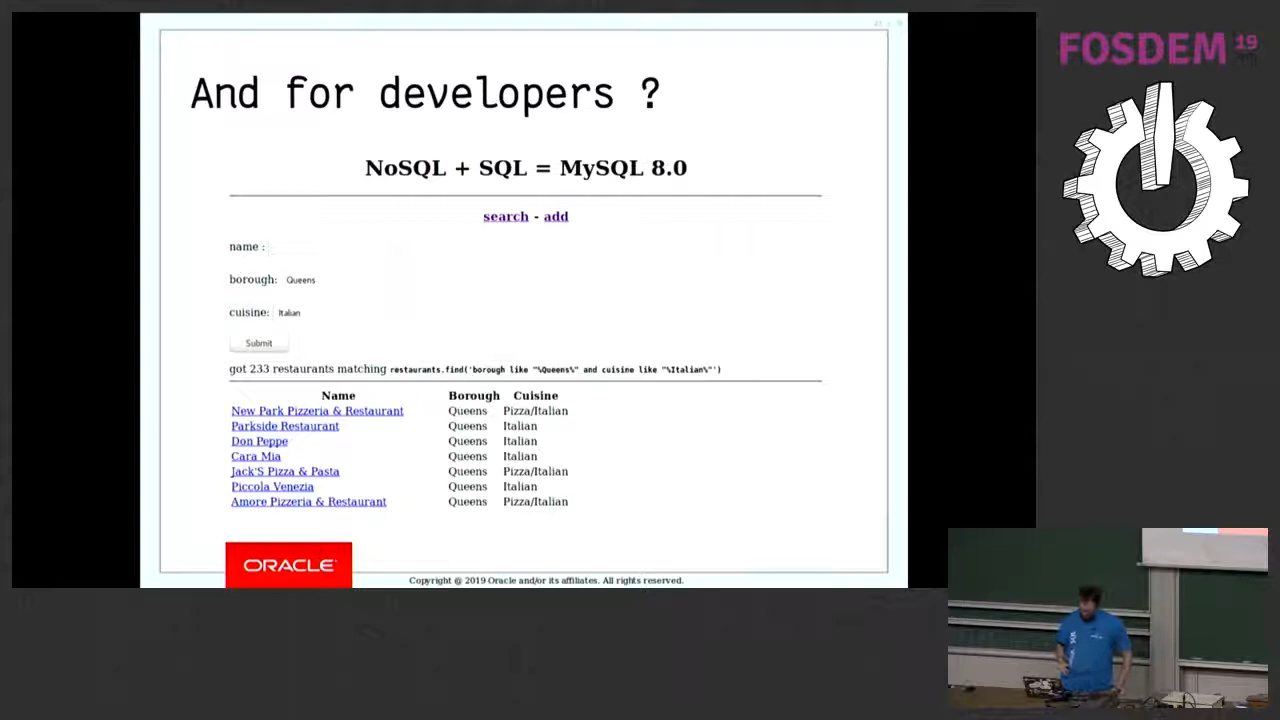 And for developers ?
NoSQL + SQL = MySQL 8.0
search - add
name :
borough: Queens
cuisine: Italian
Submit
got 233 restaurants matching restaurants.find('borough like "%Queens%" and cuisine like "%Italian%"')
Name Borough Cuisine
New Park Pizzeria & Restaurant Queens Pizza/Italian
Parkside Restaurant Queens Italian
Don Peppe Queens Italian
Cara Mia Queens Italian
Jack'S Pizza & Pasta Queens Pizza/Italian
Piccola Venezia Queens Italian
Amore Pizzeria & Restaurant Queens Pizza/Italian
ORACLE
Copyright @ 2019 Oracle and/or its affiliates. All rights reserved.
FOSDEM 19